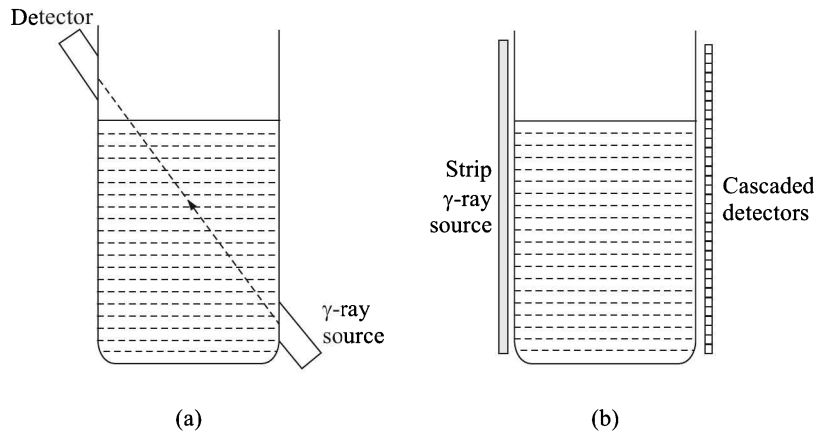 Detector
γ-ray
source
(a)
Strip
γ-ray
source
Cascaded
detectors
(b)